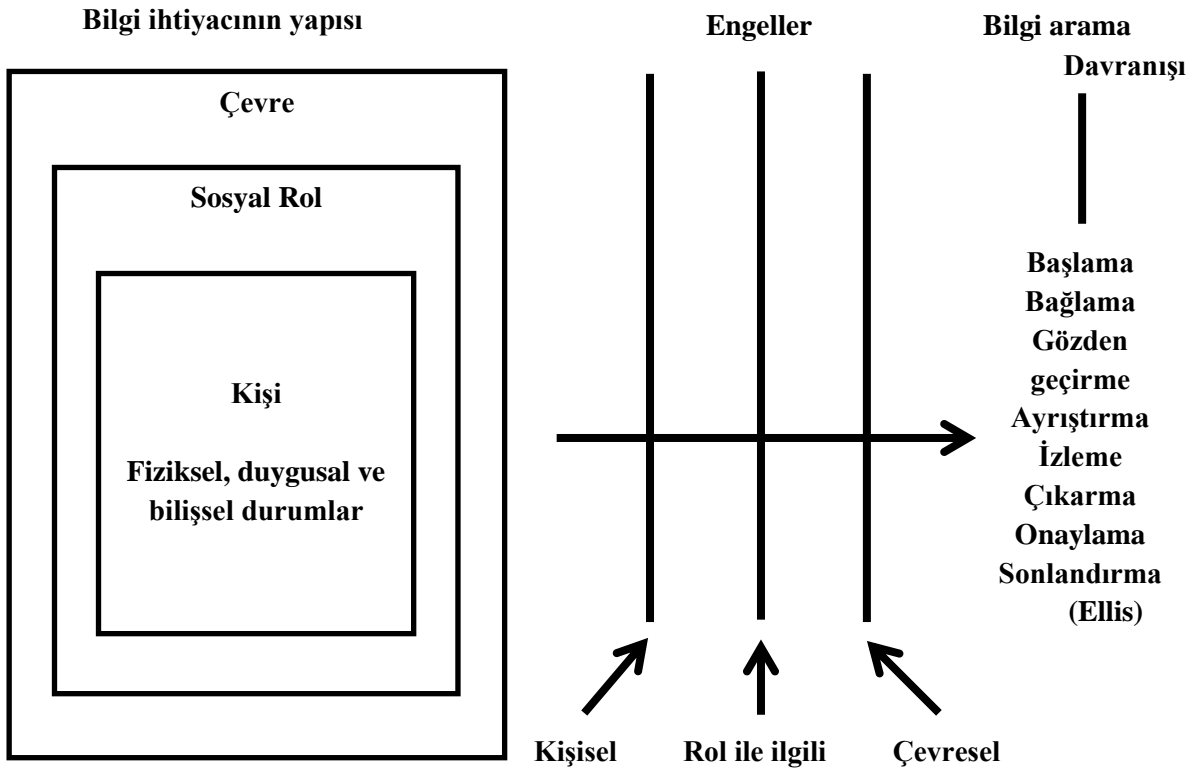 Bilgi ihtiyacının yapısı
Engeller
Bilgi arama
Davranışı
Çevre
Sosyal Rol
Kişi
Fiziksel, duygusal ve
bilişsel durumlar
Başlama
Bağlama
Gözden
geçirme
Ayrıştırma
İzleme
Çıkarma
Onaylama
Sonlandırma
(Ellis)
Kişisel
Rol ile ilgili
Çevresel